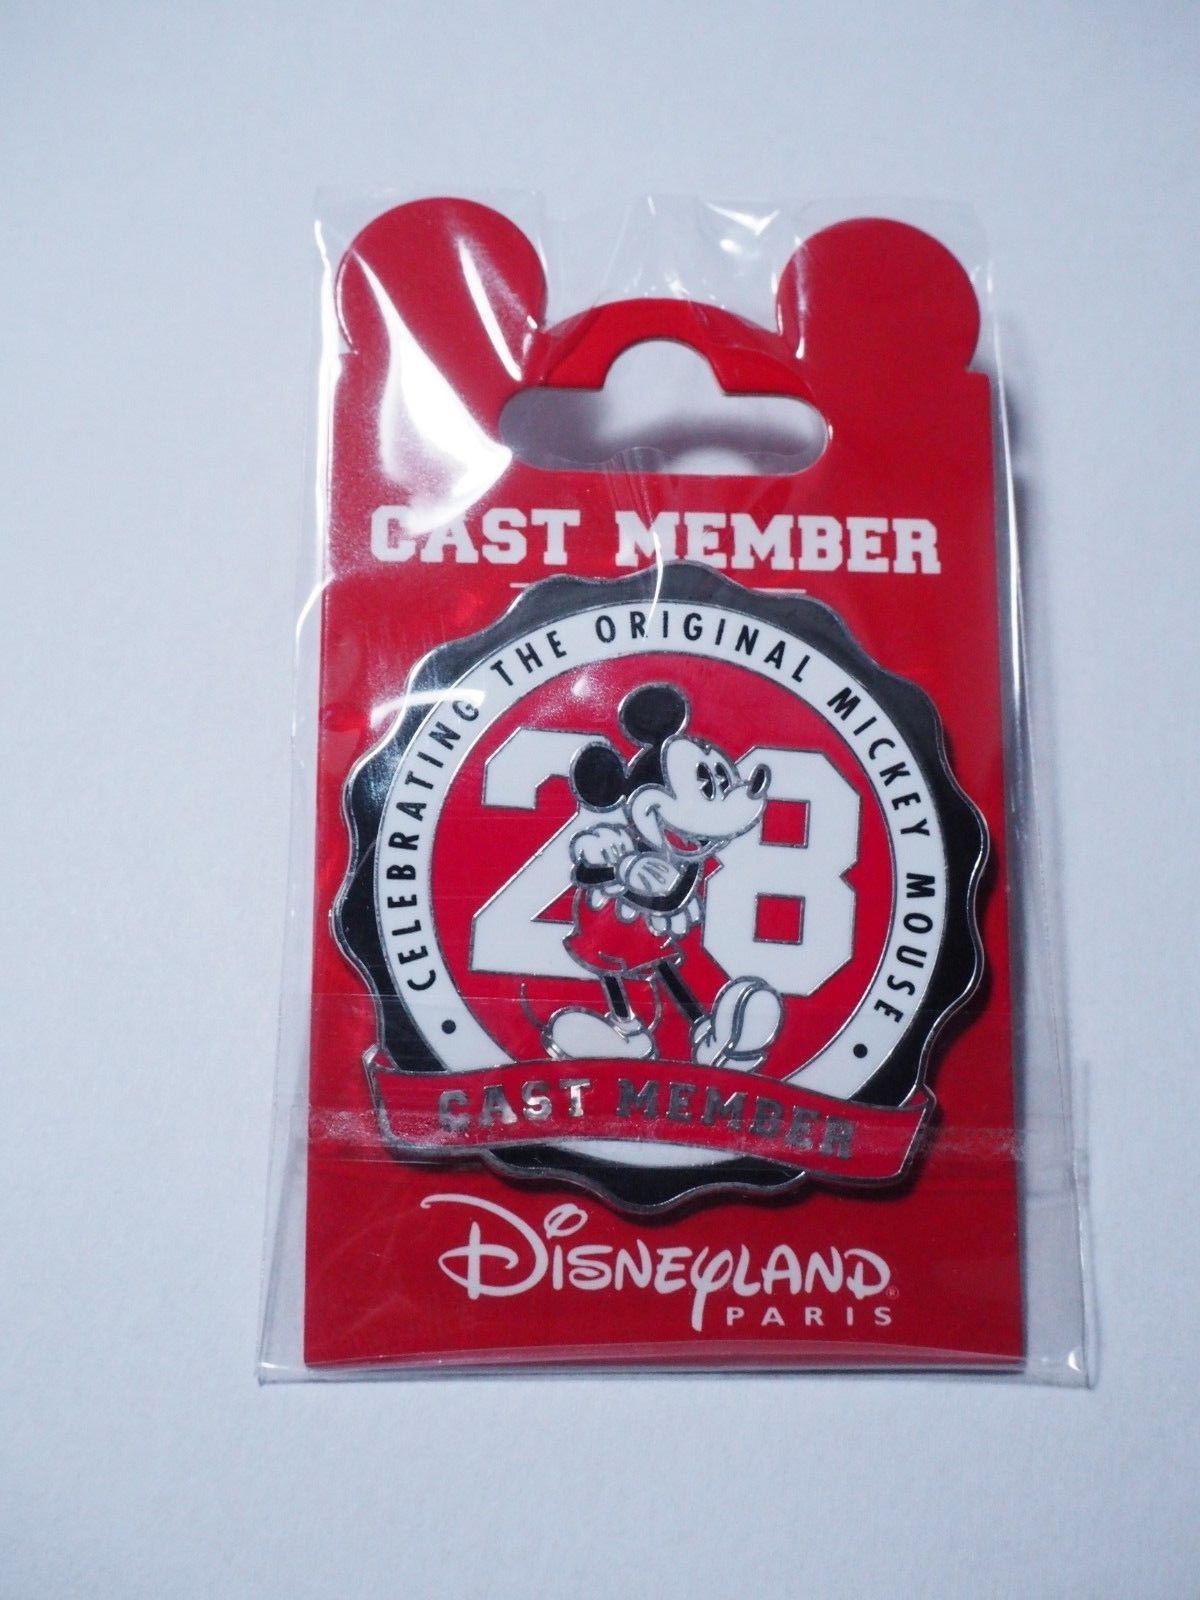 CAST MEMBER
• CELEBRATING THE ORIGINAL MICKEY MOUSE •
28
CAST MEMBER
DISNEYLAND®
PARIS